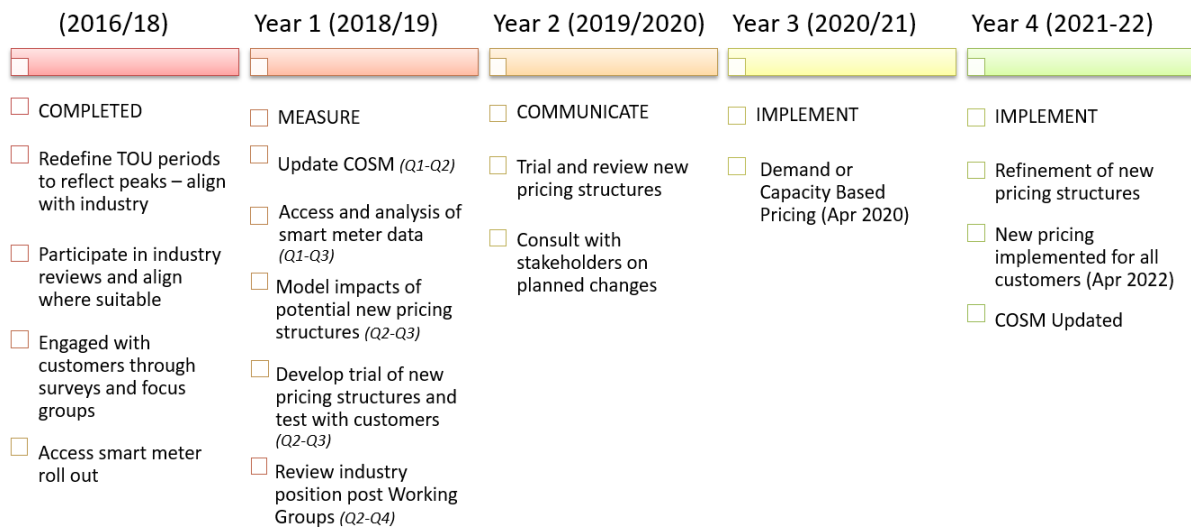 (2016/18)
COMPLETED
Redefine TOU periods
to reflect peaks – align
with industry
Participate in industry
reviews and align
where suitable
Engaged with
customers through
surveys and focus
groups
Access smart meter
roll out
Year 1 (2018/19)
MEASURE
Update COSM (Q1-Q2)
Access and analysis of
smart meter data
(Q1-Q3)
Model impacts of
potential new pricing
structures (Q2-Q3)
Develop trial of new
pricing structures and
test with customers
(Q2-Q3)
Review industry
position post Working
Groups (Q2-Q4)
Year 2 (2019/2020)
COMMUNICATE
Trial and review new
pricing structures
Consult with
stakeholders on
planned changes
Year 3 (2020/21)
IMPLEMENT
Demand or
Capacity Based
Pricing (Apr 2020)
Year 4 (2021-22)
IMPLEMENT
Refinement of new
pricing structures
New pricing
implemented for all
customers (Apr 2022)
COSM Updated